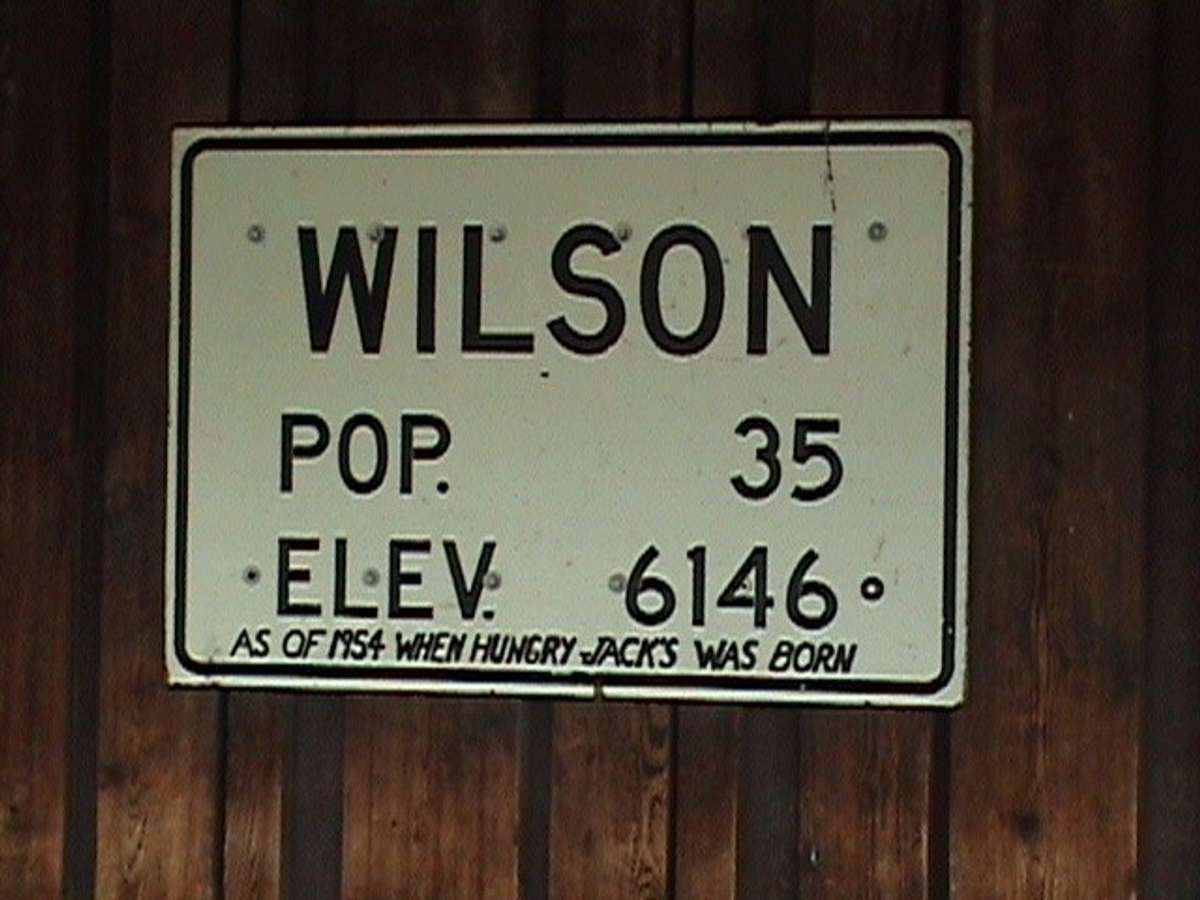 WILSON
POP. 35
ELEV. 6146
AS OF 1954 WHEN HUNGRY JACK'S WAS BORN